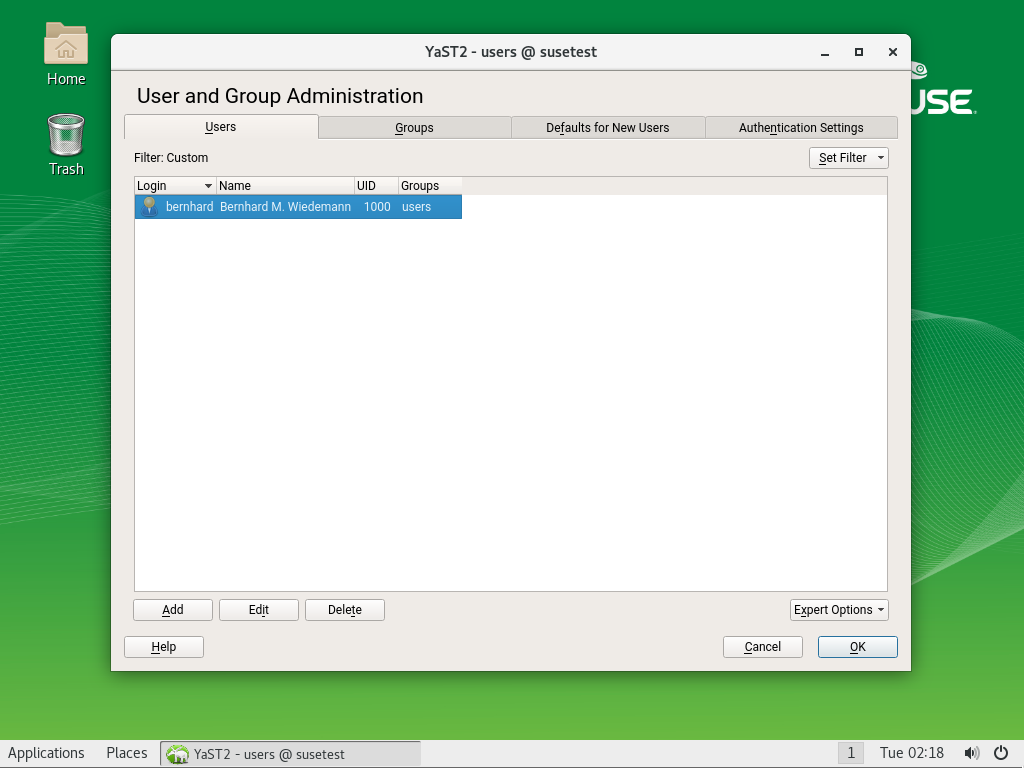 Home
Trash
USE
YaST2 - users @ susetest
User and Group Administration
Users Groups Defaults for New Users Authentication Settings
Filter: Custom Set Filter
Login Name UID Groups
bernhard Bernhard M. Wiedemann 1000 users
Add Edit Delete Expert Options
Help Cancel OK
Applications Places YaST2 - users @ susetest 1 Tue 02:18